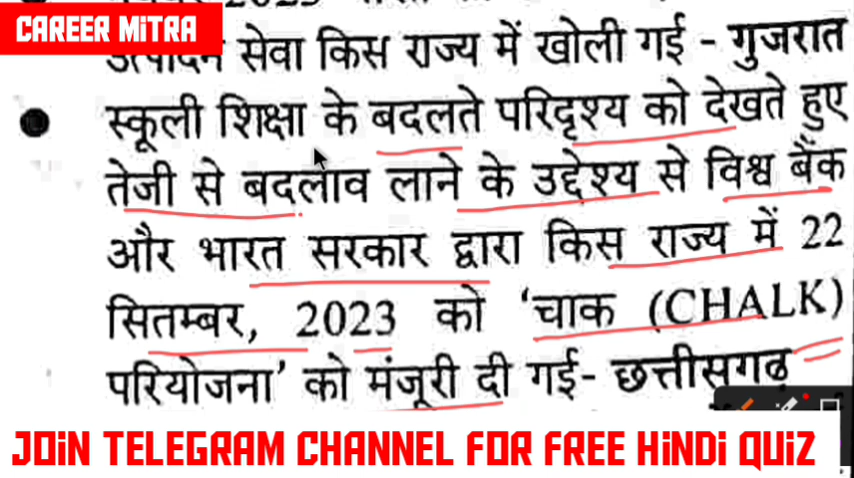 CAREER MiTRA
उत्पादन सेवा किस राज्य में खोली गई - गुजरात
● स्कूली शिक्षा के बदलते परिदृश्य को देखते हुए
तेजी से बदलाव लाने के उद्देश्य से विश्व बैंक
और भारत सरकार द्वारा किस राज्य में 22
सितम्बर, 2023 को ‘चाक (CHALK)
परियोजना’ को मंजूरी दी गई- छत्तीसगढ़
JOiN TELEGRAM CHANNEL FOR FREE HiNDi QUiZ